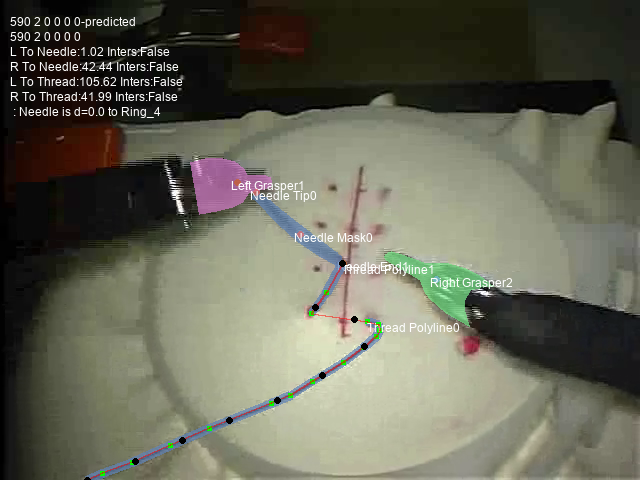 590 2 0 0 0 0-predicted
590 2 0 0 0 0
L To Needle:1.02 Inters:False
R To Needle:42.44 Inters:False
L To Thread:105.62 Inters:False
R To Thread:41.99 Inters:False
: Needle is d=0.0 to Ring_4
Left Grasper1
Needle Tip0
Needle Mask0
Thread Polyline1
Right Grasper2
Thread Polyline0